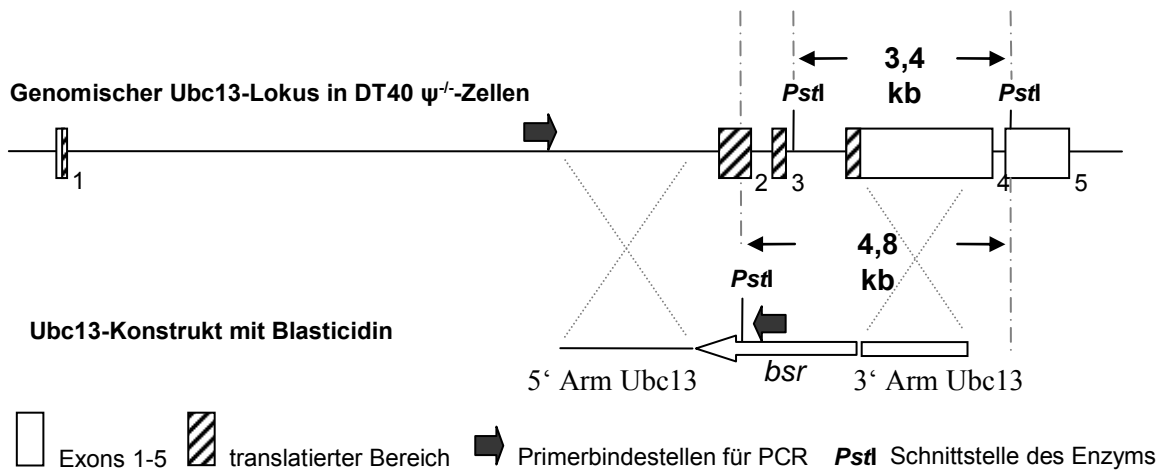 3,4
kb
Genomischer Ubc13-Lokus in DT40 ψ-/--Zellen
PstI
PstI
1
2
3
4
5
4,8
kb
PstI
Ubc13-Konstrukt mit Blasticidin
bsr
5‘ Arm Ubc13
3‘ Arm Ubc13
Exons 1-5
translatierter Bereich
Primerbindestellen für PCR
PstI Schnittstelle des Enzyms